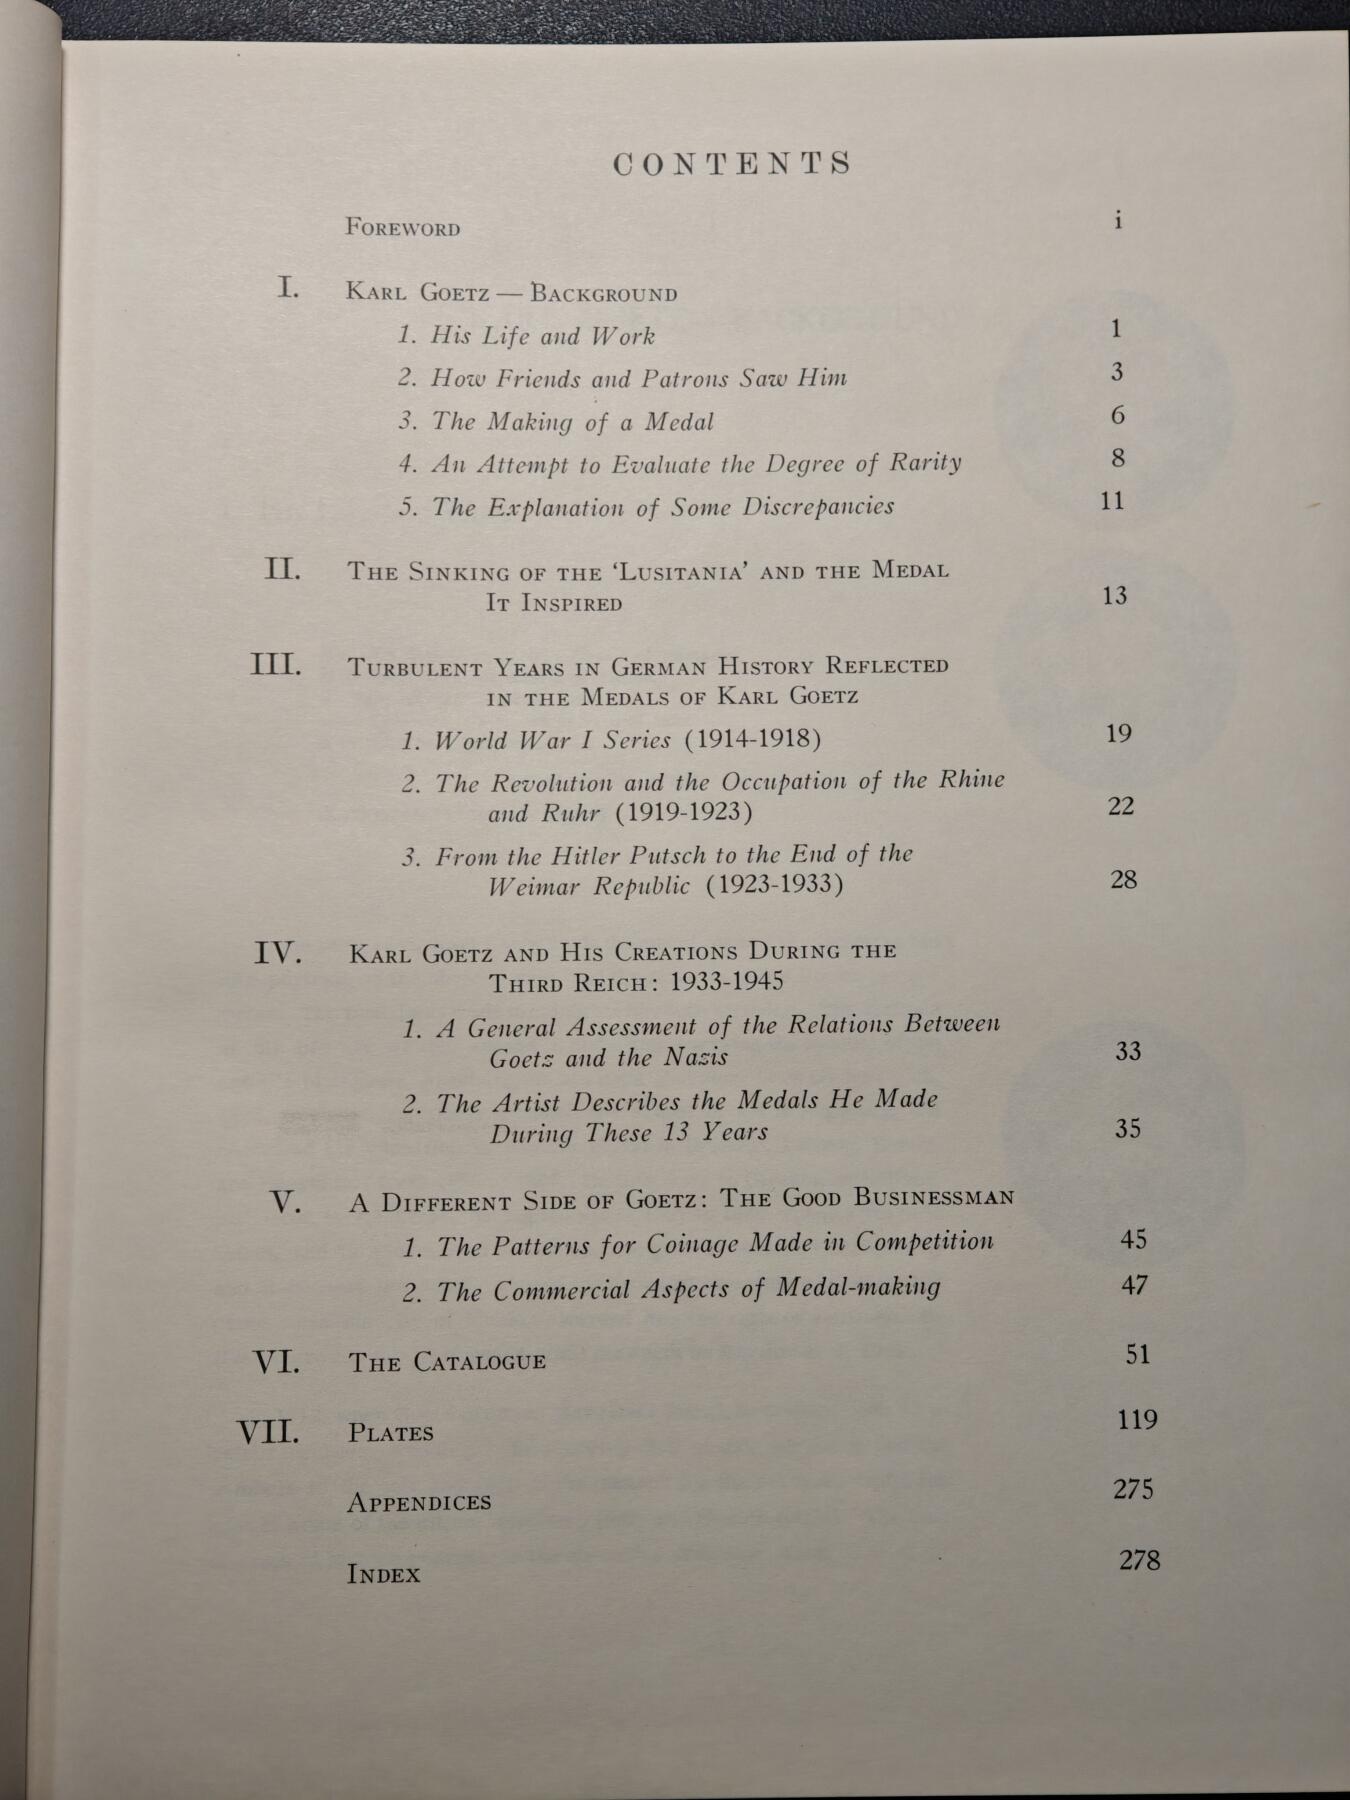 CONTENTS
FOREWORD i
I. KARL GOETZ — BACKGROUND
1. His Life and Work 1
2. How Friends and Patrons Saw Him 3
3. The Making of a Medal 6
4. An Attempt to Evaluate the Degree of Rarity 8
5. The Explanation of Some Discrepancies 11
II. THE SINKING OF THE ‘LUSITANIA’ AND THE MEDAL
IT INSPIRED 13
III. TURBULENT YEARS IN GERMAN HISTORY REFLECTED
IN THE MEDALS OF KARL GOETZ
1. World War I Series (1914-1918) 19
2. The Revolution and the Occupation of the Rhine
and Ruhr (1919-1923) 22
3. From the Hitler Putsch to the End of the
Weimar Republic (1923-1933) 28
IV. KARL GOETZ AND HIS CREATIONS DURING THE
THIRD REICH: 1933-1945
1. A General Assessment of the Relations Between
Goetz and the Nazis 33
2. The Artist Describes the Medals He Made
During These 13 Years 35
V. A DIFFERENT SIDE OF GOETZ: THE GOOD BUSINESSMAN
1. The Patterns for Coinage Made in Competition 45
2. The Commercial Aspects of Medal-making 47
VI. THE CATALOGUE 51
VII. PLATES 119
APPENDICES 275
INDEX 278